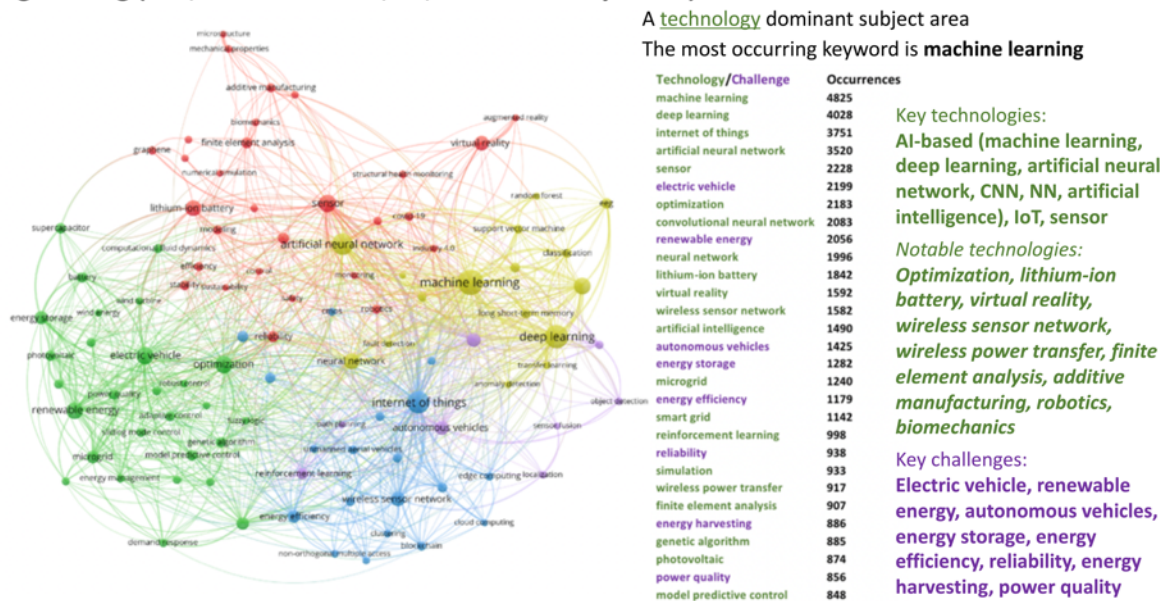 A technology dominant subject area
The most occurring keyword is machine learning
microstructure
mechanical properties
additive manufacturing
biomechanics
augmented reality
finite element analysis
virtual reality
graphene
numerical simulation
structural health monitoring
random forest
eeg
lithium-ion battery
sensor
covid-19
supercapacitor
modeling
support vector machine
computational fluid dynamics
artificial neural network
industry 4.0
classification
efficiency
control
monitoring
battery
machine learning
wind turbine
safety
energy storage
wind energy
robotics
long short-term memory
reliability
deep learning
photovoltaic
electric vehicle
fault detection
optimization
neural network
transfer learning
robust control
anomaly detection
power quality
internet of things
object detection
renewable energy
adaptive control
fuzzy logic
path planning
autonomous vehicles
sensor fusion
sliding mode control
genetic algorithm
unmanned aerial vehicles
microgrid
model predictive control
energy management
reinforcement learning
edge computing
localization
wireless sensor network
energy efficiency
cloud computing
clustering
demand response
blockchain
non-orthogonal multiple access
Technology/Challenge Occurrences
machine learning 4825
deep learning 4028
internet of things 3751
artificial neural network 3520
sensor 2228
electric vehicle 2199
optimization 2183
convolutional neural network 2083
renewable energy 2056
neural network 1996
lithium-ion battery 1842
virtual reality 1592
wireless sensor network 1582
artificial intelligence 1490
autonomous vehicles 1425
energy storage 1282
microgrid 1240
energy efficiency 1179
smart grid 1142
reinforcement learning 998
reliability 938
simulation 933
wireless power transfer 917
finite element analysis 907
energy harvesting 886
genetic algorithm 885
photovoltaic 874
power quality 856
model predictive control 848
Key technologies:
AI-based (machine learning,
deep learning, artificial neural
network, CNN, NN, artificial
intelligence), IoT, sensor
Notable technologies:
Optimization, lithium-ion
battery, virtual reality,
wireless sensor network,
wireless power transfer, finite
element analysis, additive
manufacturing, robotics,
biomechanics
Key challenges:
Electric vehicle, renewable
energy, autonomous vehicles,
energy storage, energy
efficiency, reliability, energy
harvesting, power quality